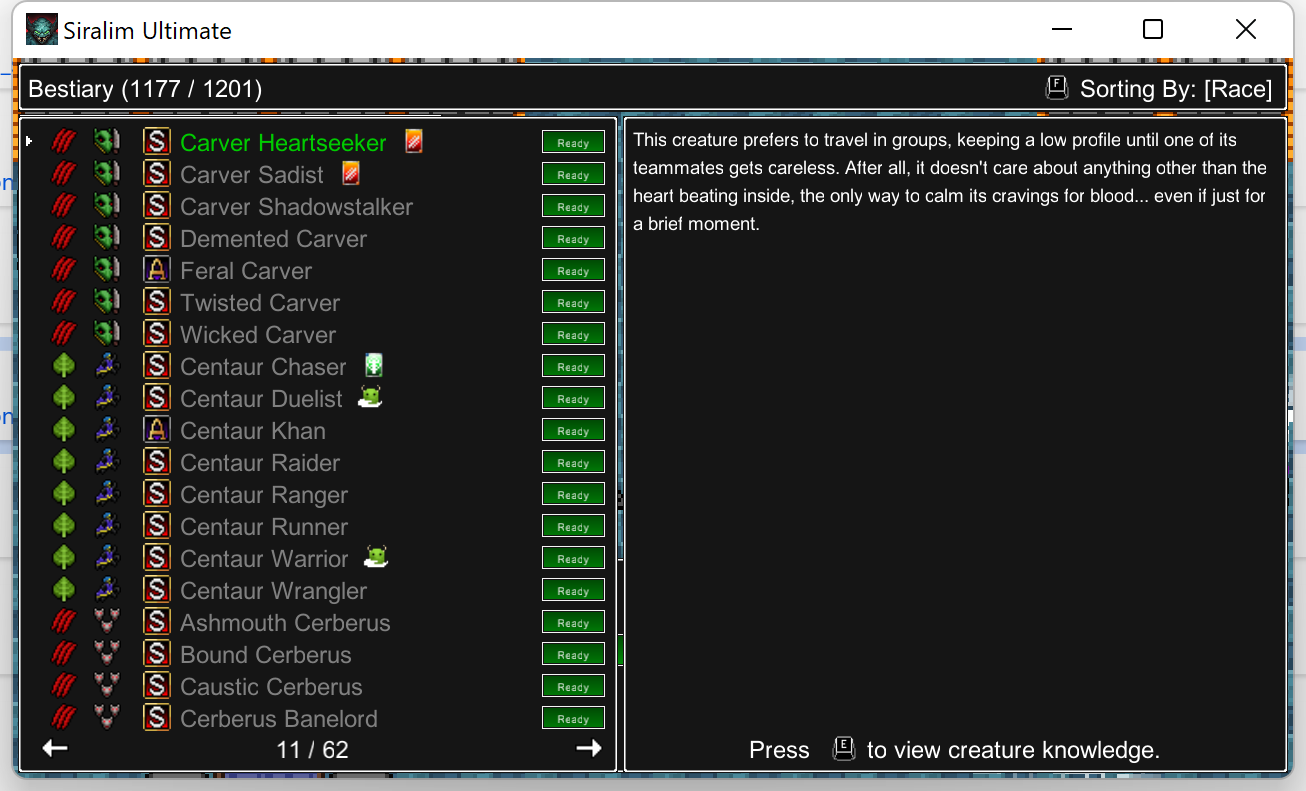 Siralim Ultimate
Bestiary (1177 / 1201)
F Sorting By: [Race]
S Carver Heartseeker Ready
S Carver Sadist Ready
S Carver Shadowstalker Ready
S Demented Carver Ready
A Feral Carver Ready
S Twisted Carver Ready
S Wicked Carver Ready
S Centaur Chaser Ready
S Centaur Duelist Ready
A Centaur Khan Ready
S Centaur Raider Ready
S Centaur Ranger Ready
S Centaur Runner Ready
S Centaur Warrior Ready
S Centaur Wrangler Ready
S Ashmouth Cerberus Ready
S Bound Cerberus Ready
S Caustic Cerberus Ready
S Cerberus Banelord Ready
11 / 62
This creature prefers to travel in groups, keeping a low profile until one of its
teammates gets careless. After all, it doesn't care about anything other than the
heart beating inside, the only way to calm its cravings for blood... even if just for
a brief moment.
Press E to view creature knowledge.